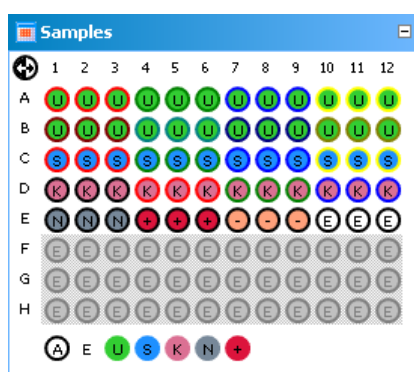 Samples
1 2 3 4 5 6 7 8 9 10 11 12
A U U U U U U U U U U U U
B U U U U U U U U U U U U
C S S S S S S S S S S S S
D K K K K K K K K K K K K
E N N N + + + - - - E E E
F E E E E E E E E E E E E
G E E E E E E E E E E E E
H E E E E E E E E E E E E
A E U S K N +